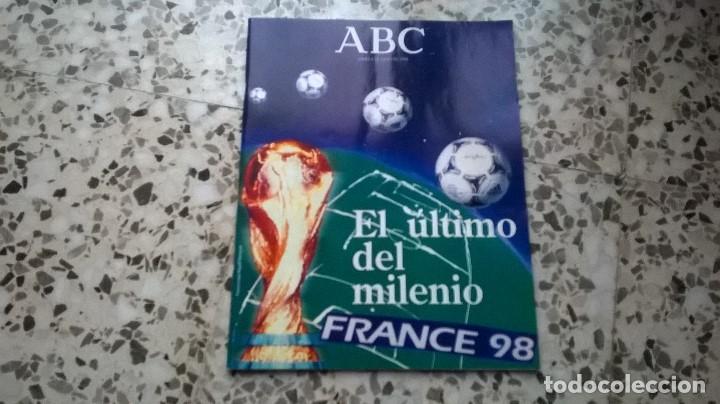 ABC
El último
del
milenio
FRANCE 98
todocoleccion